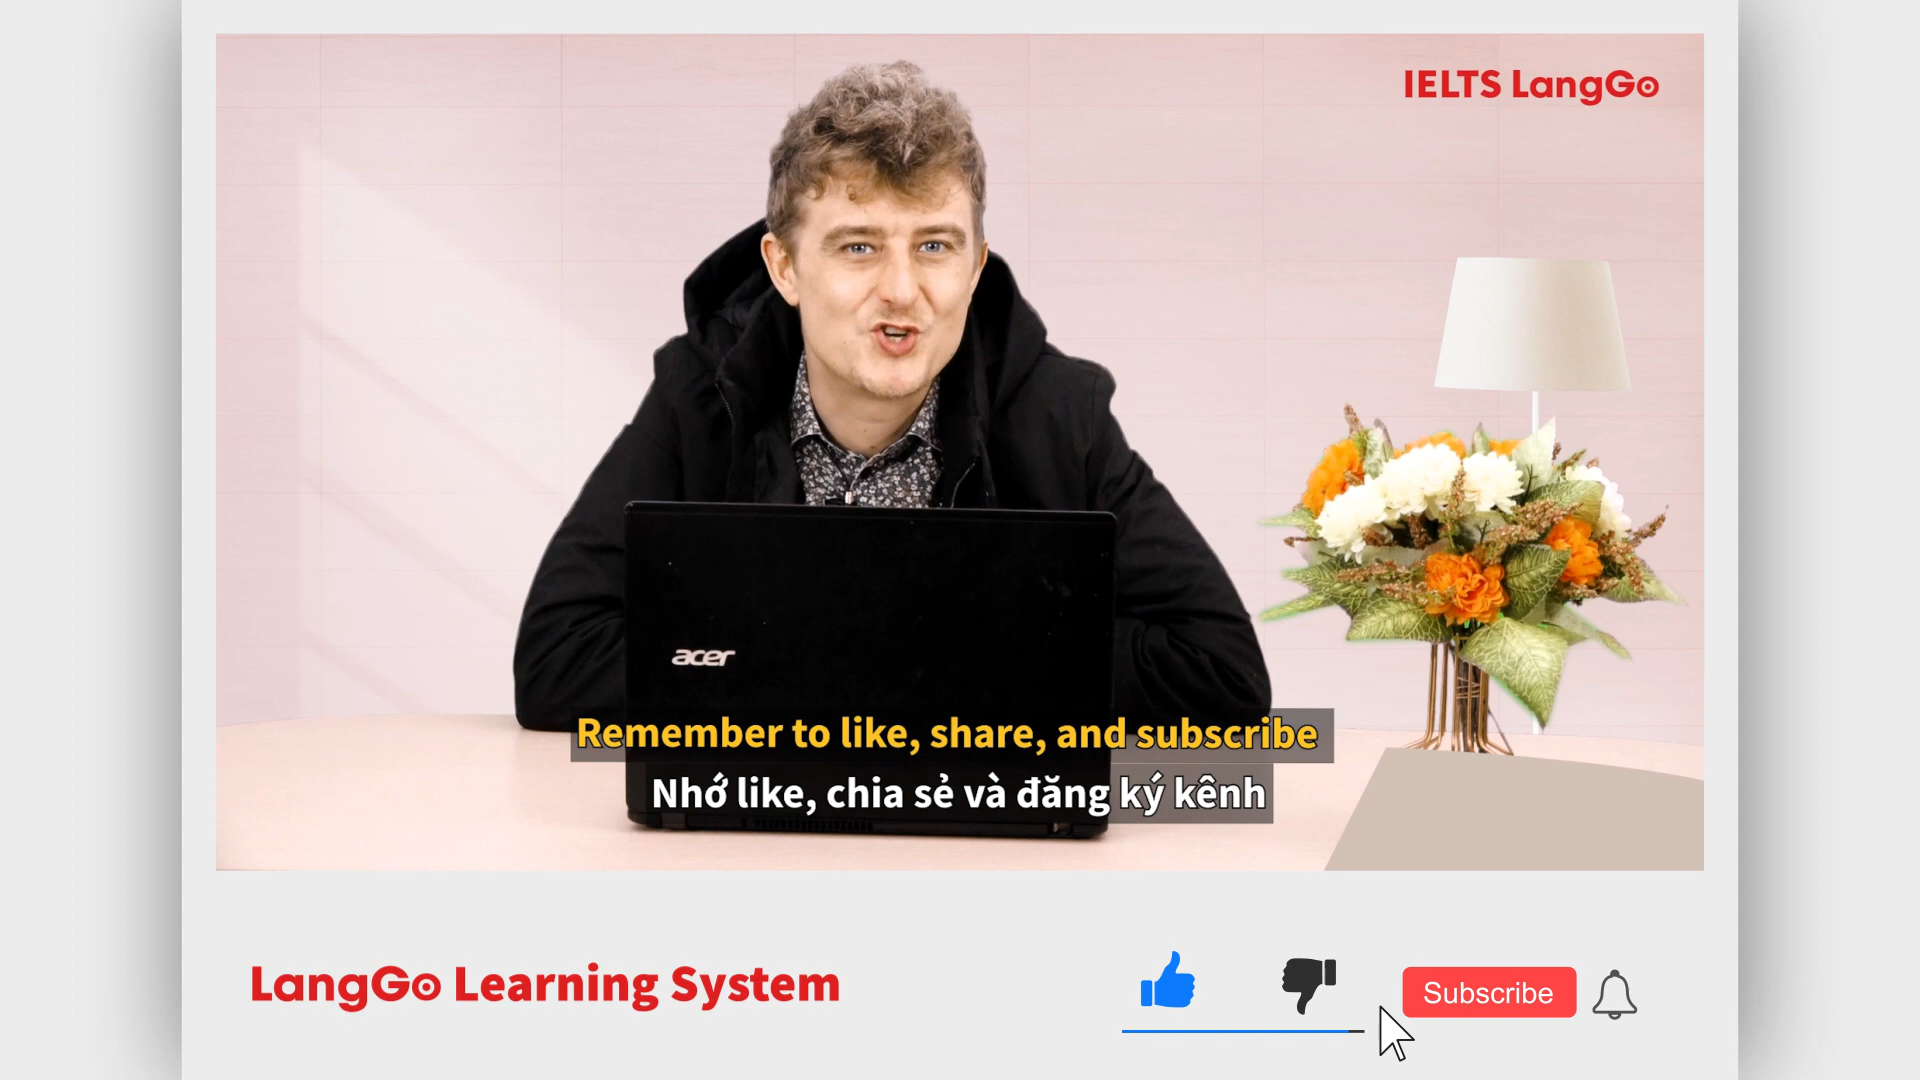 IELTS LangGo
acer
Remember to like, share, and subscribe
Nhớ like, chia sẻ và đăng ký kênh
LangGo Learning System
Subscribe